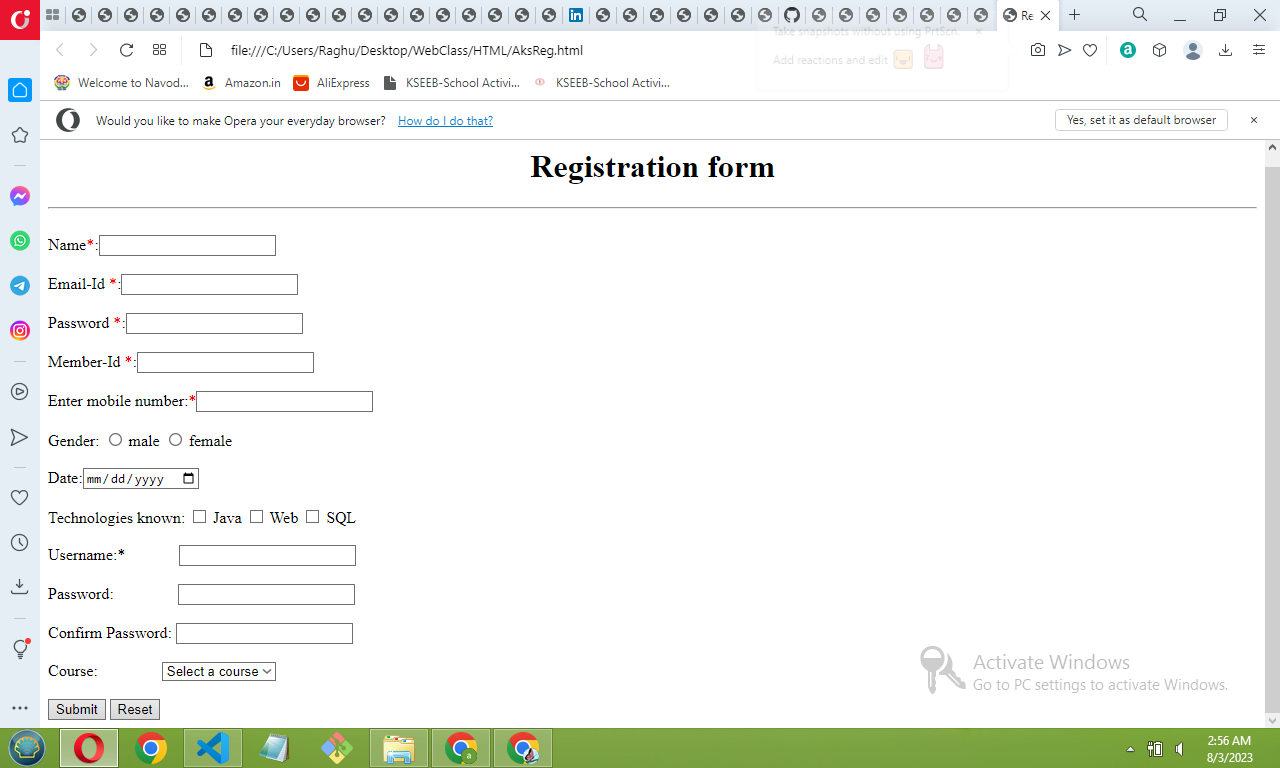 Re
Take snapshots without using PrtScn.
Local file:///C:/Users/Raghu/Desktop/WebClass/HTML/AksReg.html
Add reactions and edit
Welcome to Navod... Amazon.in AliExpress KSEEB-School Activi... KSEEB-School Activi...
Would you like to make Opera your everyday browser? How do I do that? Yes, set it as default browser
Registration form
Name*:
Email-Id *:
Password *:
Member-Id *:
Enter mobile number:*
Gender: male female
Date: mm/dd/yyyy
Technologies known: Java Web SQL
Username:*
Password:
Confirm Password:
Course: Select a course
Submit Reset
Activate Windows
Go to PC settings to activate Windows.
2:56 AM
8/3/2023